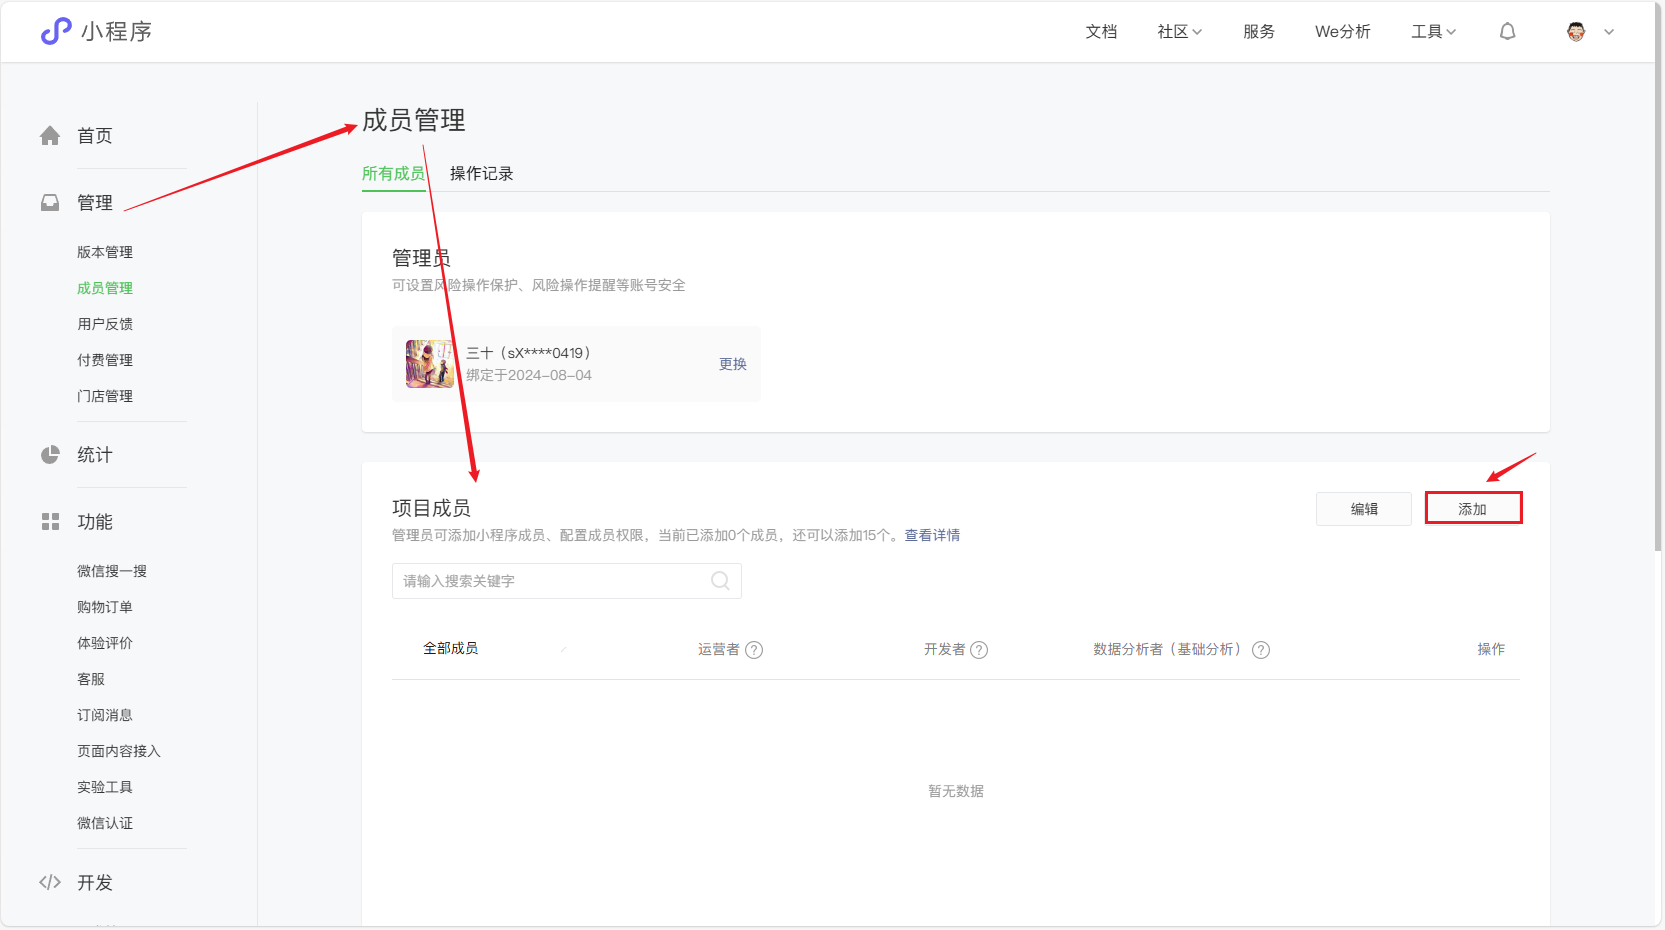 小程序
文档 社区 服务 We分析 工具
首页
管理
版本管理
成员管理
用户反馈
付费管理
门店管理
统计
功能
微信搜一搜
购物订单
体验评价
客服
订阅消息
页面内容接入
实验工具
微信认证
开发
成员管理
所有成员 操作记录
管理员
可设置风险操作保护、风险操作提醒等账号安全
三十（sX****0419）
绑定于2024-08-04
更换
项目成员
编辑 添加
管理员可添加小程序成员、配置成员权限，当前已添加0个成员，还可以添加15个。查看详情
请输入搜索关键字
全部成员 运营者 ? 开发者 ? 数据分析者（基础分析） ? 操作
暂无数据